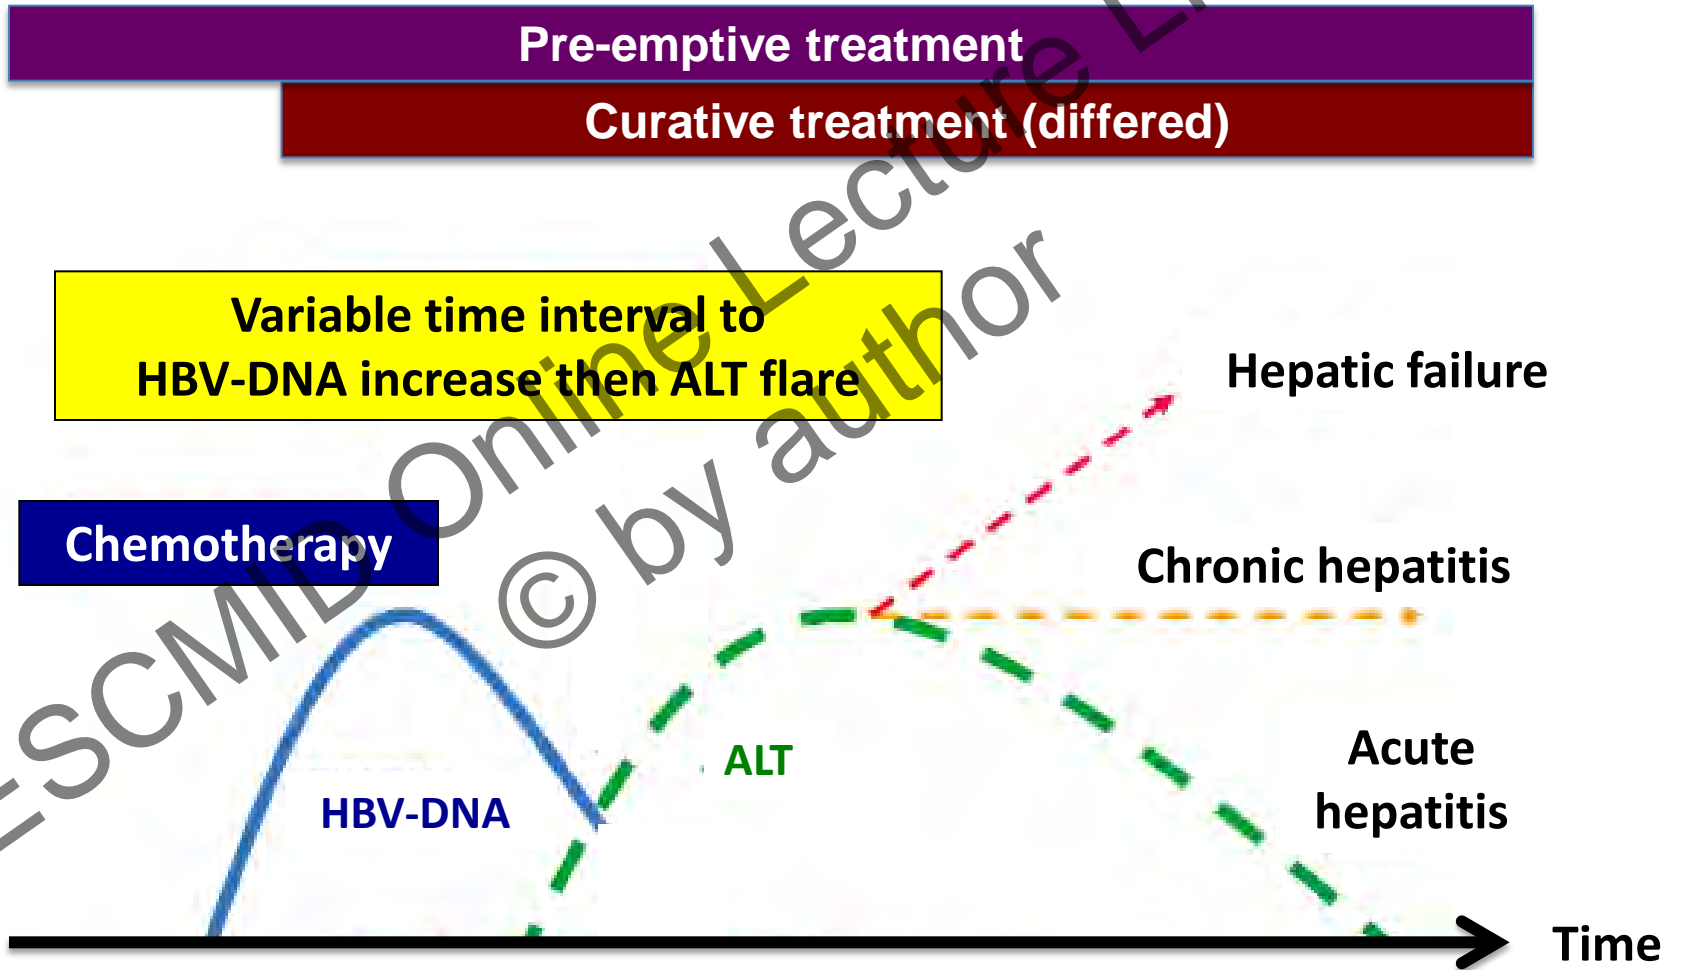 Pre-emptive treatment
Curative treatment (differed)
Variable time interval to
HBV-DNA increase then ALT flare
Hepatic failure
Chemotherapy
Chronic hepatitis
ALT
HBV-DNA
Acute
hepatitis
Time
ESCMID Online Lecture
© by author